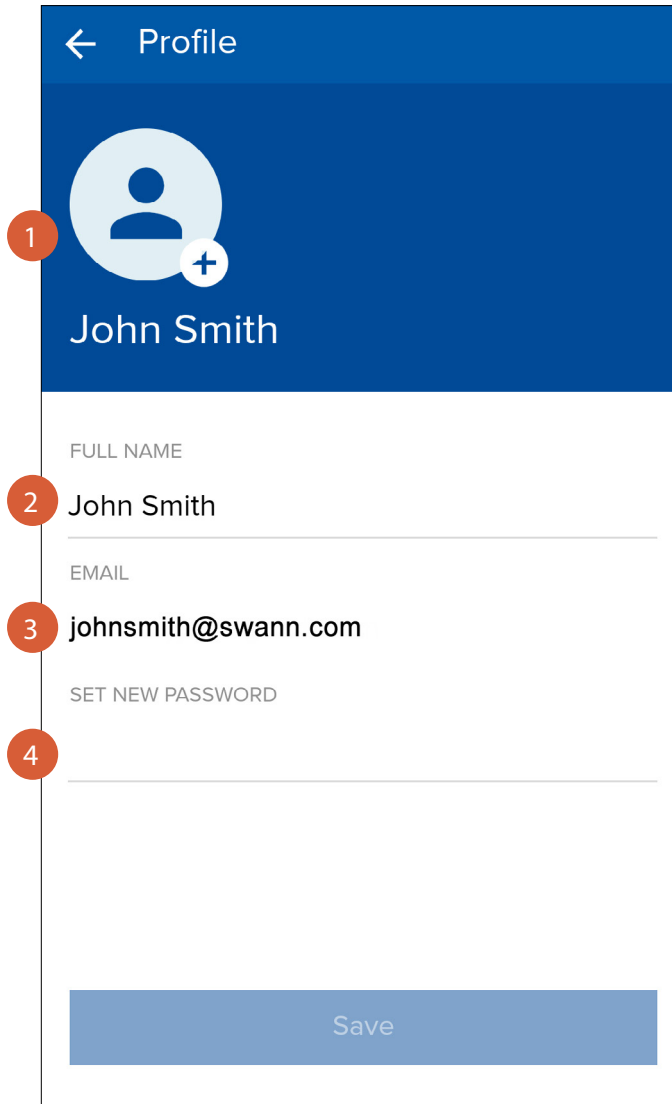 Profile
1
John Smith
FULL NAME
2 John Smith
EMAIL
3 johnsmith@swann.com
SET NEW PASSWORD
4
Save